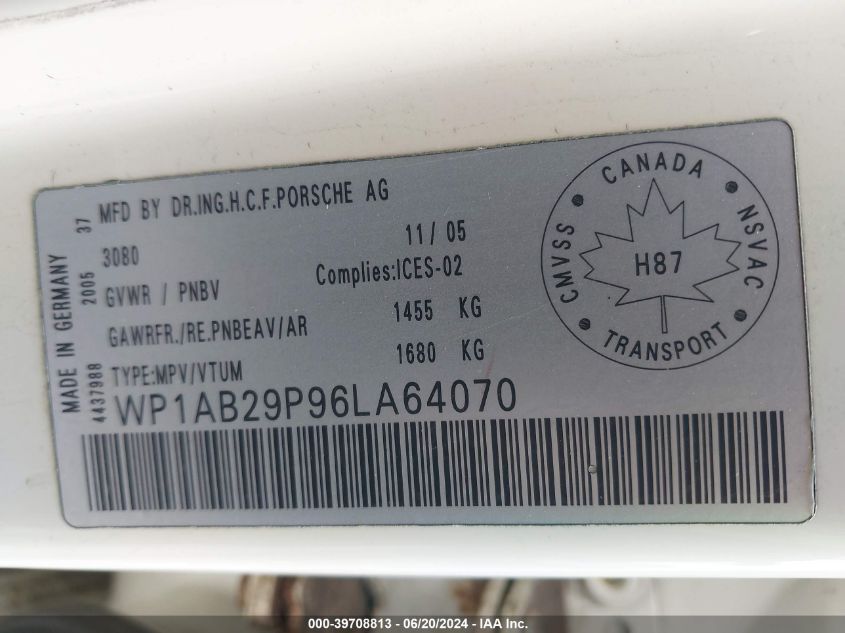 MFD BY DR.ING.H.C.F.PORSCHE AG
3080
11 / 05
GVWR / PNBV
Complies:ICES-02
GAWRFR./RE.PNBEAV/AR
1455 KG
TYPE:MPV/VTUM
1680 KG
WP1AB29P96LA64070
MADE IN GERMANY
4437988 2005 37
CANADA
CMVSS
NSVAC
H87
TRANSPORT
000-39708813 - 06/20/2024 - IAA Inc.